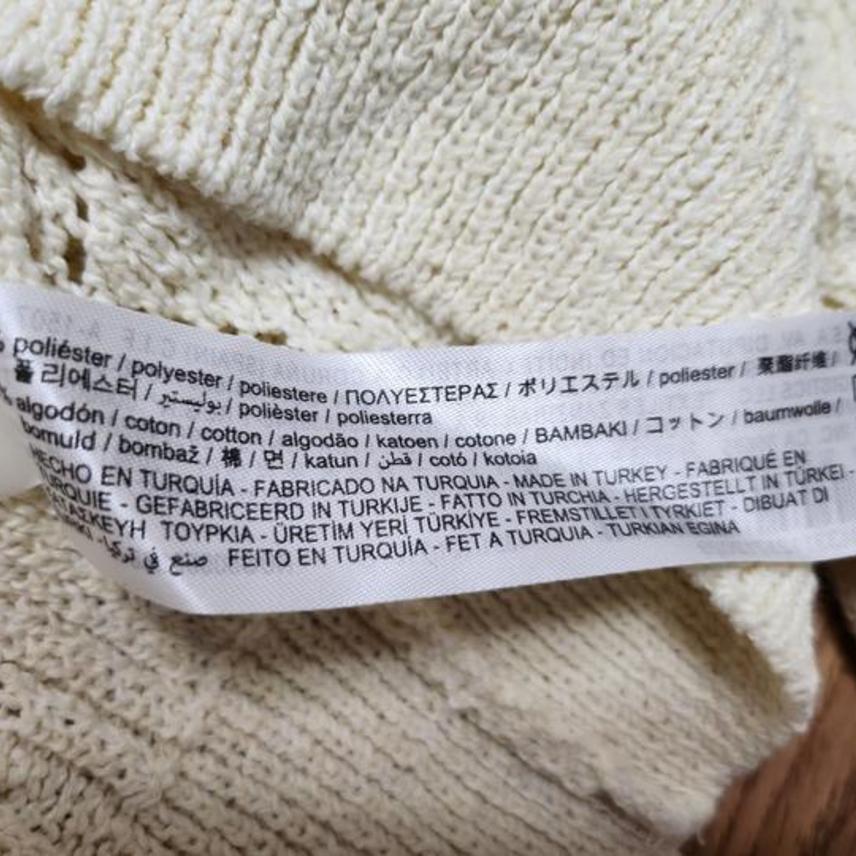 % poliéster / polyester / poliestere / ΠΟΛΥΕΣΤΕΡΑΣ / ポリエステル / poliester / 聚酯纤维 /
폴리에스터 / بوليستير / polièster / poliesterra
% algodón / coton / cotton / algodão / katoen / cotone / BAMBAKI / コットン / baumwolle /
bomuld / bombaž / 棉 / 면 / katun / قطن / cotó / kotoia
HECHO EN TURQUÍA - FABRICADO NA TURQUIA - MADE IN TURKEY - FABRIQUÉ EN
TURQUIE - GEFABRICEERD IN TURKIJE - FATTO IN TURCHIA - HERGESTELLT IN TÜRKEI -
ΚΑΤΑΣΚΕΥΗ ΤΟΥΡΚΙΑ - ÜRETİM YERİ TÜRKİYE - FREMSTILLET I TYRKIET - DIBUAT DI
صنع في تركيا - FEITO EN TURQUÍA - FET A TURQUIA - TURKIAN EGINA